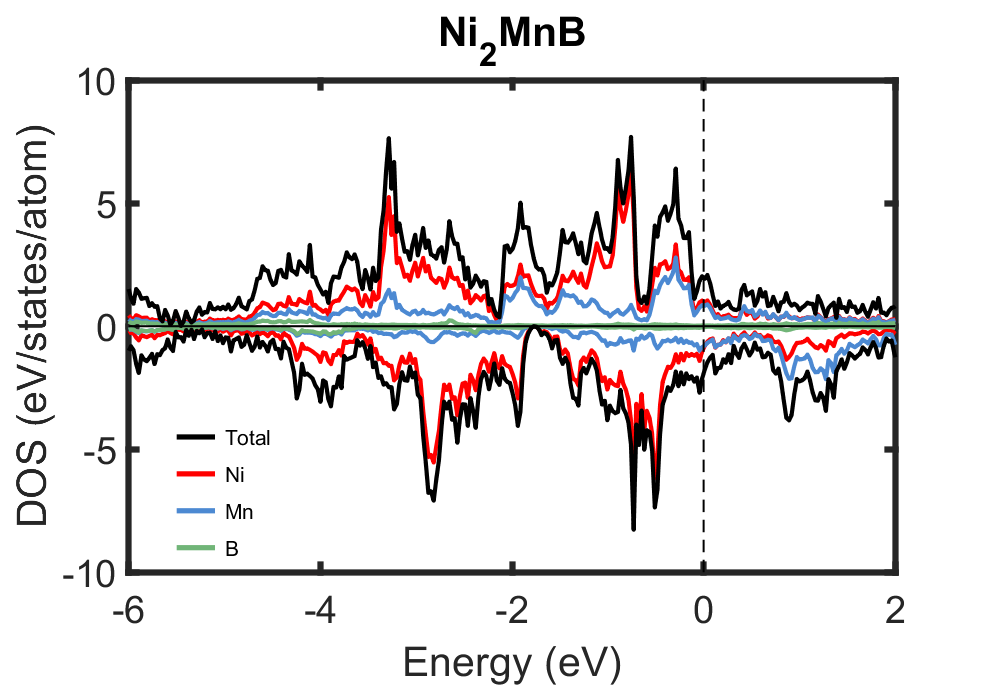 Ni2MnB
10
5
0
-5
-10
DOS (eV/states/atom)
Total
Ni
Mn
B
-6
-4
-2
0
2
Energy (eV)